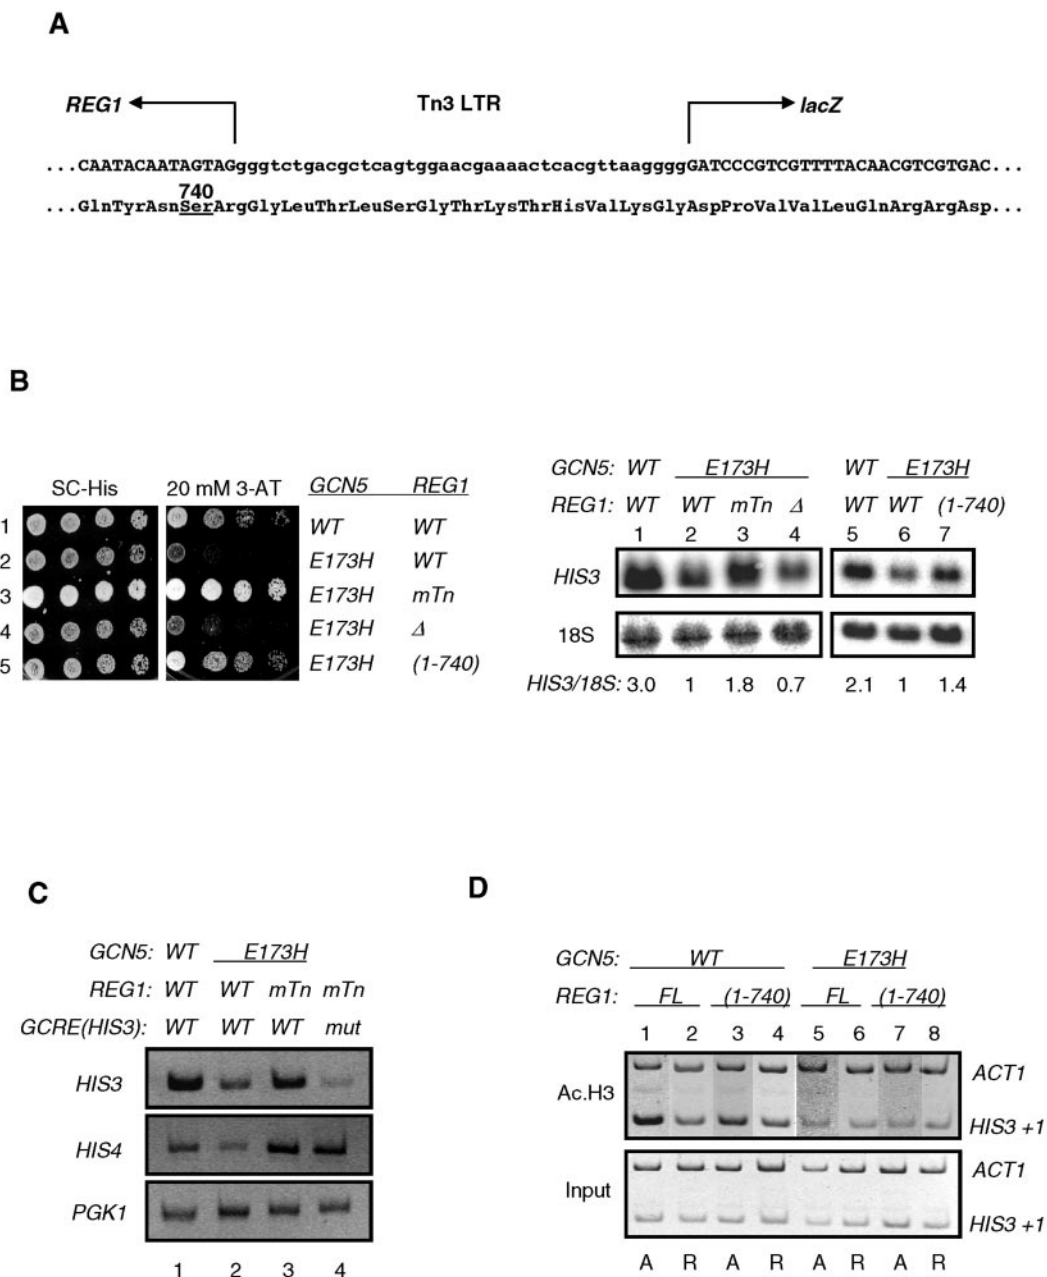 A
REG1 Tn3 LTR lacZ
...CAATACAATAGTAGgggtctgacgctcagtggaacgaaaactcacgttaaggggGATCCCGTCGTTTTACAACGTCGTGAC...
740
...GlnTyrAsnSerArgGlyLeuThrLeuSerGlyThrLysThrHisValLysGlyAspProValValLeuGlnArgArgAsp...
B
SC-His 20 mM 3-AT GCN5 REG1
1 WT WT
2 E173H WT
3 E173H mTn
4 E173H Δ
5 E173H (1-740)
GCN5: WT E173H WT E173H
REG1: WT WT mTn Δ WT WT (1-740)
1 2 3 4 5 6 7
HIS3
18S
HIS3/18S: 3.0 1 1.8 0.7 2.1 1 1.4
C
GCN5: WT E173H
REG1: WT WT mTn mTn
GCRE(HIS3): WT WT WT mut
HIS3
HIS4
PGK1
1 2 3 4
D
GCN5: WT E173H
REG1: FL (1-740) FL (1-740)
1 2 3 4 5 6 7 8
Ac.H3 ACT1
HIS3 +1
Input ACT1
HIS3 +1
A R A R A R A R